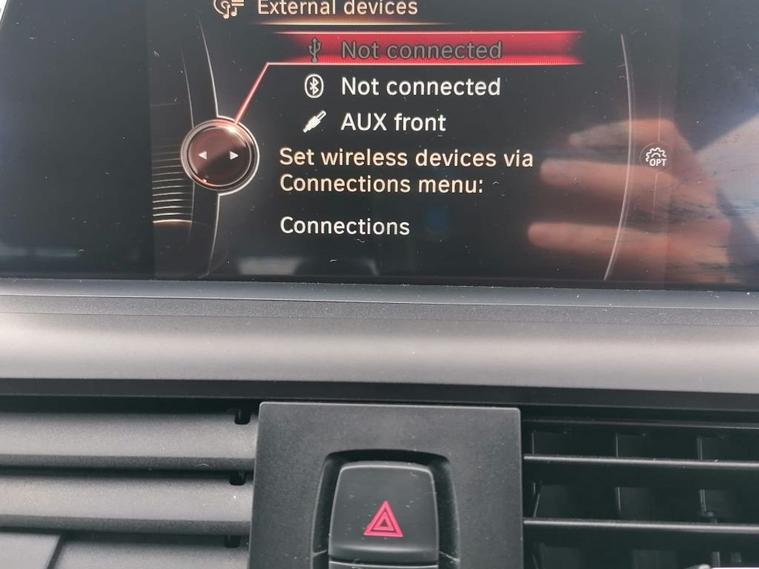 External devices
Not connected
Not connected
AUX front
Set wireless devices via
Connections menu:
OPT
Connections